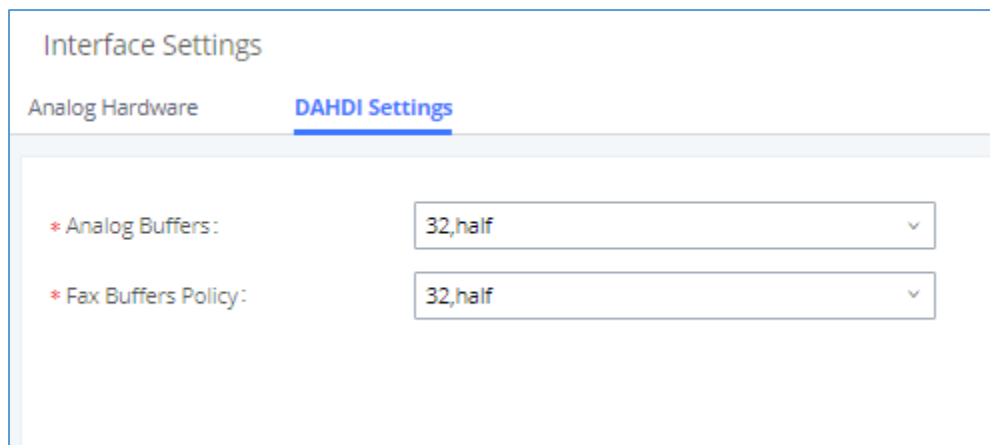 Interface Settings
Analog Hardware DAHDI Settings
* Analog Buffers: 32,half
* Fax Buffers Policy: 32,half